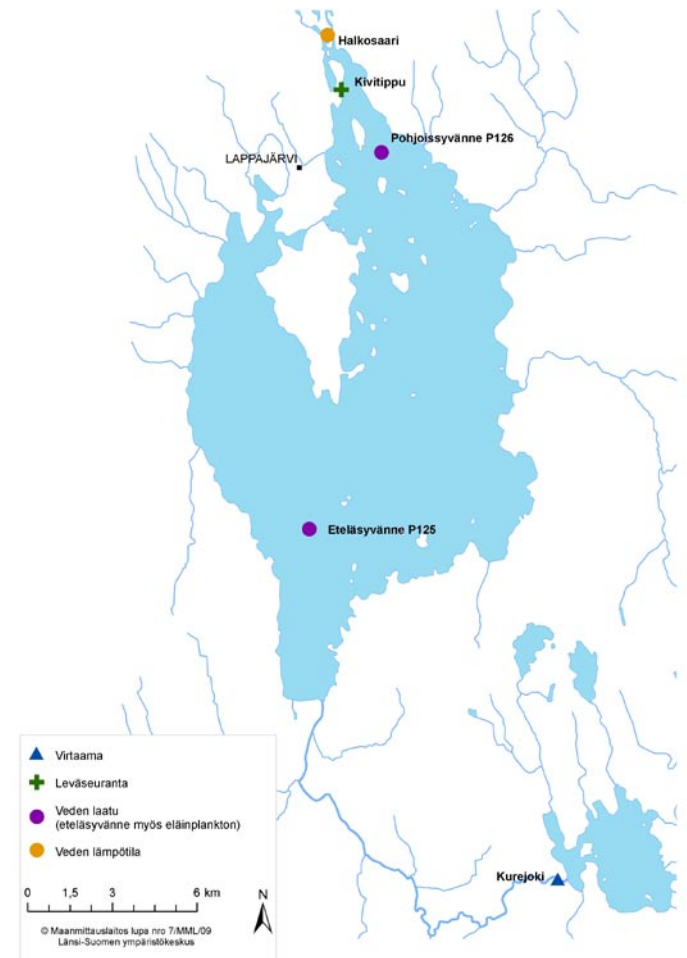 Halkosaari
Kivitippu
Pohjoissyvänne P126
LAPPAJÄRVI
Eteläsyvänne P125
Virtaama
Leväseuranta
Veden laatu
(eteläsyvänne myös eläinplankton)
Veden lämpötila
Kurejoki
0 1,5 3 6 km
N
© Maanmittauslaitos lupa nro 7/MML/09
Länsi-Suomen ympäristökeskus